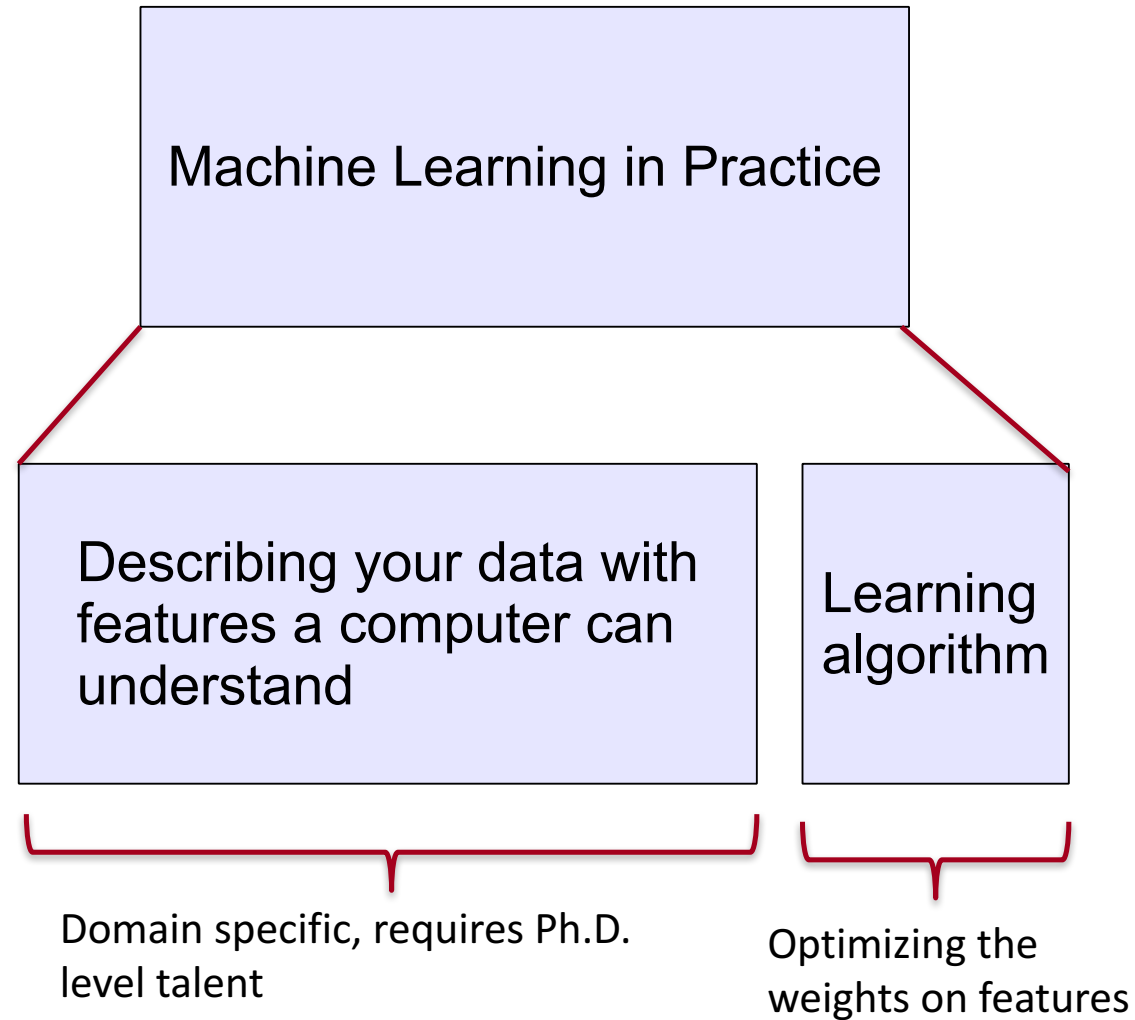 Machine Learning in Practice
Describing your data with
features a computer can
understand
Learning
algorithm
Domain specific, requires Ph.D.
level talent
Optimizing the
weights on features